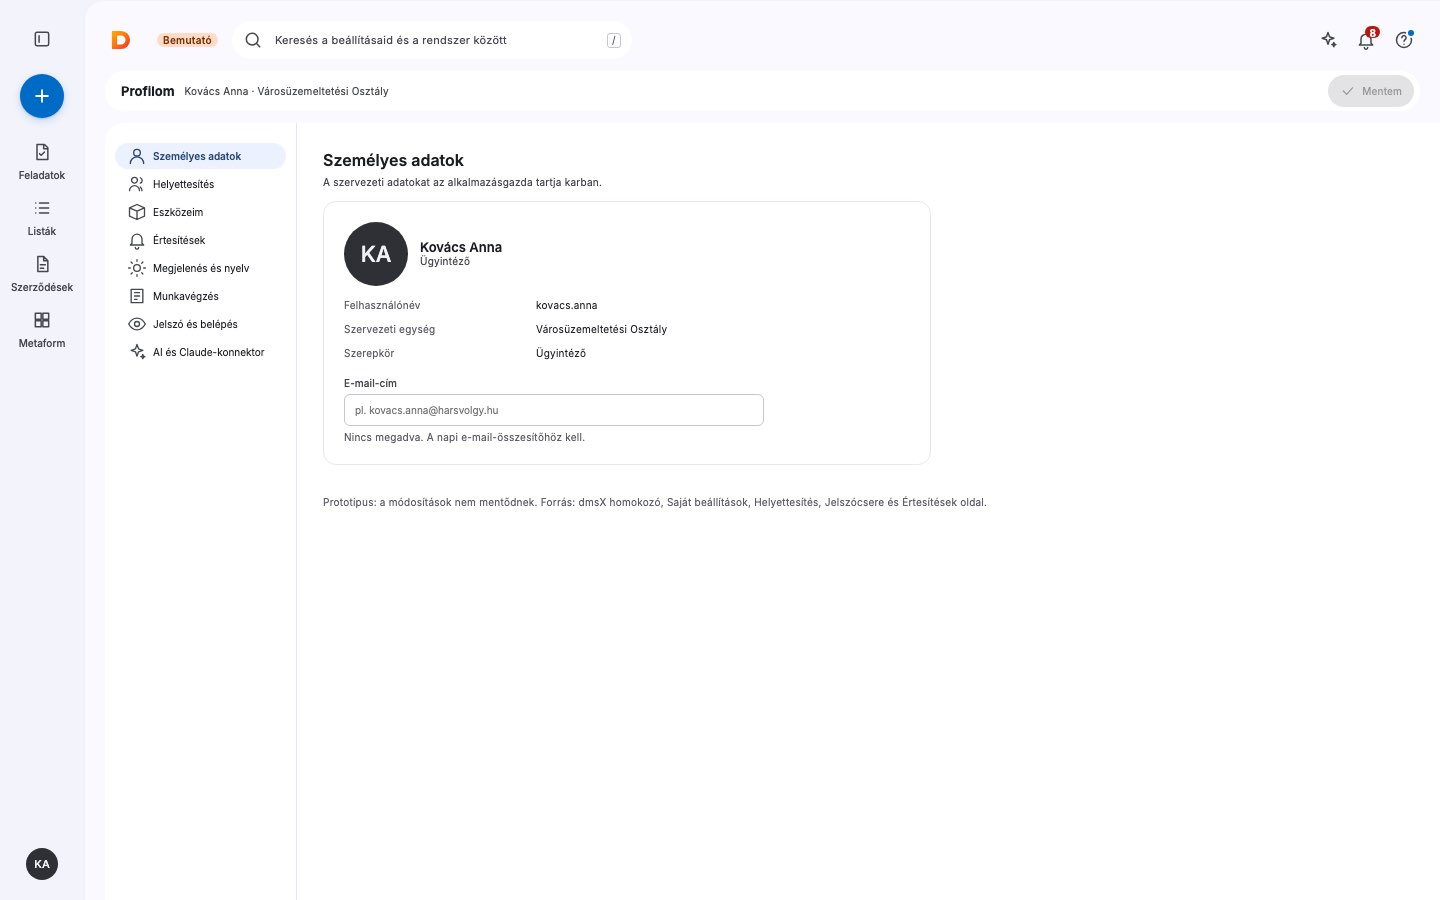 Bemutató
Keresés a beállításaid és a rendszer között
/
8
Profilom
Kovács Anna · Városüzemeltetési Osztály
Mentem
Feladatok
Listák
Szerződések
Metaform
KA
Személyes adatok
Helyettesítés
Eszközeim
Értesítések
Megjelenés és nyelv
Munkavégzés
Jelszó és belépés
AI és Claude-konnektor
Személyes adatok
A szervezeti adatokat az alkalmazásgazda tartja karban.
KA
Kovács Anna
Ügyintéző
Felhasználónév kovacs.anna
Szervezeti egység Városüzemeltetési Osztály
Szerepkör Ügyintéző
E-mail-cím
pl. kovacs.anna@harsvolgy.hu
Nincs megadva. A napi e-mail-összesítőhöz kell.
Prototípus: a módosítások nem mentődnek. Forrás: dmsX homokozó, Saját beállítások, Helyettesítés, Jelszócsere és Értesítések oldal.